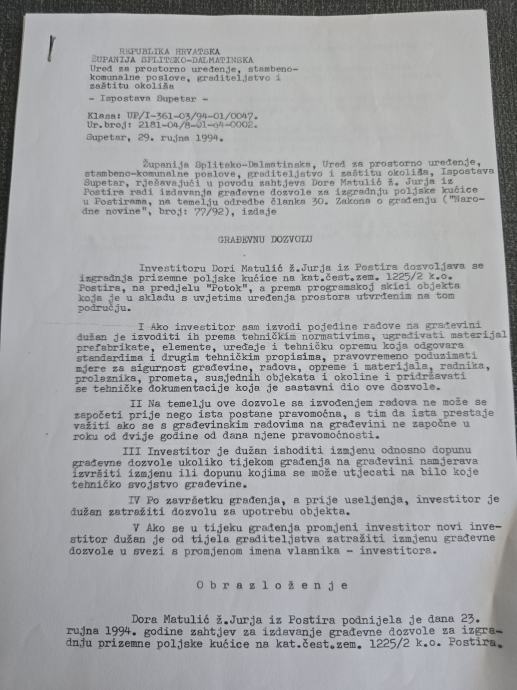 REPUBLIKA HRVATSKA
ŽUPANIJA SPLITSKO-DALMATINSKA
Ured za prostorno uređenje, stambeno-
komunalne poslove, graditeljstvo i
zaštitu okoliša
- Ispostava Supetar -
Klasa: UP/I-361-03/94-01/0047.
Ur.broj: 2181-04/8-01-94-0002.
Supetar, 29. rujna 1994.
Županija Splitsko-Dalmatinska, Ured za prostorno uređenje,
stambeno-komunalne poslove, graditeljstvo i zaštitu okoliša, Ispostava
Supetar, rješavajući u povodu zahtjeva Dore Matulić ž. Jurja iz
Postira radi izdavanja građevne dozvole za izgradnju poljske kućice
u Postirama, na temelju odredbe članka 30. Zakona o građenju ("Naro-
dne novine", broj: 77/92), izdaje
GRAĐEVNU DOZVOLU
Investitoru Dori Matulić ž.Jurja iz Postira dozvoljava se
izgradnja prizemne poljske kućice na kat.čest.zem. 1225/2 k.o.
Postira, na predjelu "Potok", a prema programskoj skici objekta
koja je u skladu s uvjetima uređenja prostora utvrđenim na tom
području.
I Ako investitor sam izvodi pojedine radove na građevini
dužan je izvoditi ih prema tehničkim normativima, ugrađivati materijal
prefabrikate, elemente, uređaje i tehničku opremu koja odgovara
standardima i drugim tehničkim propisima, pravovremeno poduzimati
mjere za sigurnost građevine, radova, opreme i materijala, radnika,
prolaznika, prometa, susjednih objekata i okoline i pridržavati
se tehničke dokumentacije koja je sastavni dio ove dozvole.
II Na temelju ove dozvole sa izvođenjem radova ne može se
započeti prije nego ista postane pravomoćna, s tim da ista prestaje
važiti ako se s građevinskim radovima na građevini ne započne u
roku od dvije godine od dana njene pravomoćnosti.
III Investitor je dužan ishoditi izmjenu odnosno dopunu
građevne dozvole ukoliko tijekom građenja na građevini namjerava
izvršiti izmjenu ili dopunu kojima se može utjecati na bilo koje
tehničko svojstvo građevine.
IV Po završetku građenja, a prije useljenja, investitor je
dužan zatražiti dozvolu za upotrebu objekta.
V Ako se u tijeku građenja promjeni investitor novi inve-
stitor dužan je od tijela graditeljstva zatražiti izmjenu građevne
dozvole u svezi s promjenom imena vlasnika - investitora.
O b r a z l o ž e n j e
Dora Matulić ž.Jurja iz Postira podnijela je dana 23.
rujna 1994. godine zahtjev za izdavanje građevne dozvole za izgra-
dnju prizemne poljske kućice na kat.čest.zem. 1225/2 k.o. Postira.